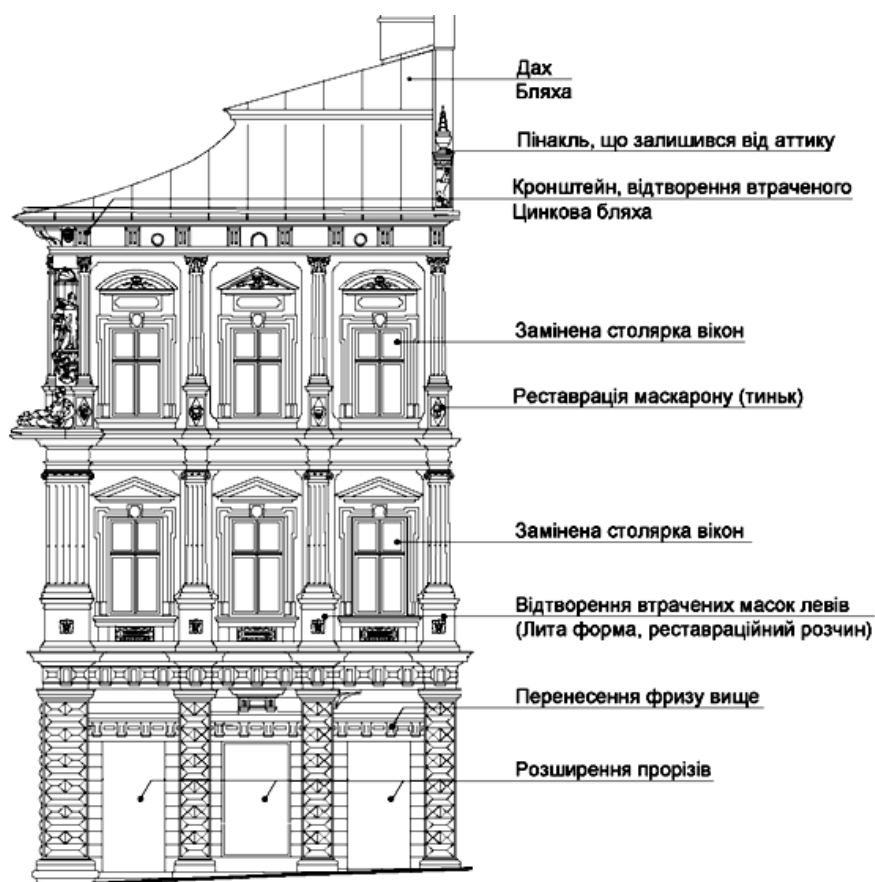 Дах
Бляха
Пінакль, що залишився від аттику
Кронштейн, відтворення втраченого
Цинкова бляха
Замінена столярка вікон
Реставрація маскарону (тиньк)
Замінена столярка вікон
Відтворення втрачених масок левів
(Лита форма, реставраційний розчин)
Перенесення фризу вище
Розширення прорізів